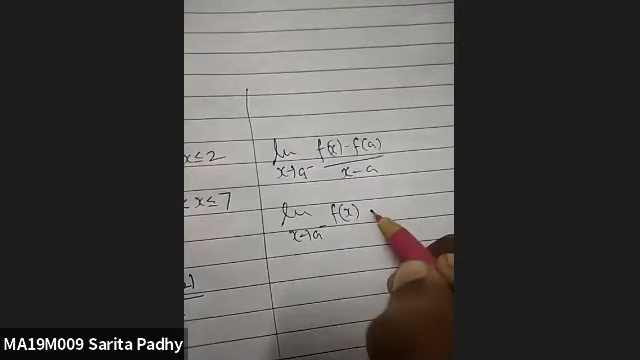 x ≤ 2
lim f(x) - f(a)
x→a⁻ x - a
≤ x ≤ 7
lim f(x)
x→a⁻
MA19M009 Sarita Padhy